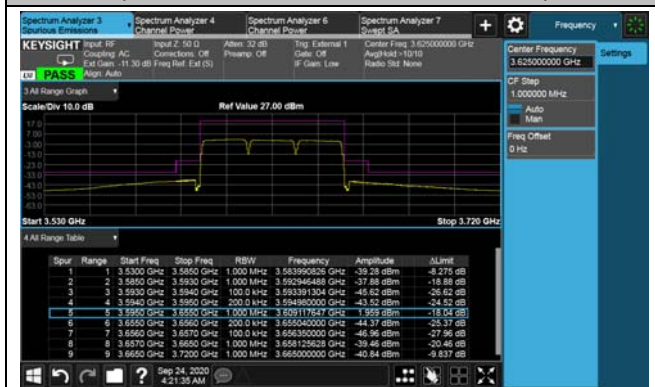 Spectrum Analyzer 3
Spurious Emissions
Spectrum Analyzer 4
Channel Power
Spectrum Analyzer 6
Channel Power
Spectrum Analyzer 7
Swept SA
+
Frequency
KEYSIGHT
Input: RF
Coupling: AC
Ext Gain: -11.30 dB
Align: Auto
Input Z: 50 Ω
Corrections: Off
Freq Ref: Ext (S)
Atten: 32 dB
Preamp: Off
Trig: External 1
Gate: Off
IF Gain: Low
Center Freq: 3.625000000 GHz
Avg|Hold:>10/10
Radio Std: None
LXI
PASS
Center Frequency
3.625000000 GHz
Settings
CF Step
1.000000 MHz
Auto
Man
Freq Offset
0 Hz
3 All Range Graph
Scale/Div 10.0 dB
Ref Value 27.00 dBm
17.0
7.00
-3.00
-13.0
-23.0
-33.0
-43.0
-53.0
-63.0
Start 3.530 GHz
Stop 3.720 GHz
4 All Range Table
Spur Range Start Freq Stop Freq RBW Frequency Amplitude ΔLimit
1 1 3.5300 GHz 3.5850 GHz 1.000 MHz 3.583990826 GHz -39.28 dBm -8.275 dB
2 2 3.5850 GHz 3.5930 GHz 1.000 MHz 3.592946488 GHz -37.88 dBm -18.88 dB
3 3 3.5930 GHz 3.5940 GHz 100.0 kHz 3.593391304 GHz -45.62 dBm -26.62 dB
4 4 3.5940 GHz 3.5950 GHz 200.0 kHz 3.594980000 GHz -43.52 dBm -24.52 dB
5 5 3.5950 GHz 3.6550 GHz 1.000 MHz 3.609117647 GHz 1.959 dBm -18.04 dB
6 6 3.6550 GHz 3.6560 GHz 200.0 kHz 3.655040000 GHz -44.37 dBm -25.37 dB
7 7 3.6560 GHz 3.6570 GHz 100.0 kHz 3.656350000 GHz -46.96 dBm -27.96 dB
8 8 3.6570 GHz 3.6650 GHz 1.000 MHz 3.658125628 GHz -39.46 dBm -20.46 dB
9 9 3.6650 GHz 3.7200 GHz 1.000 MHz 3.665000000 GHz -40.84 dBm -9.837 dB
?
Sep 24, 2020
4:21:35 AM